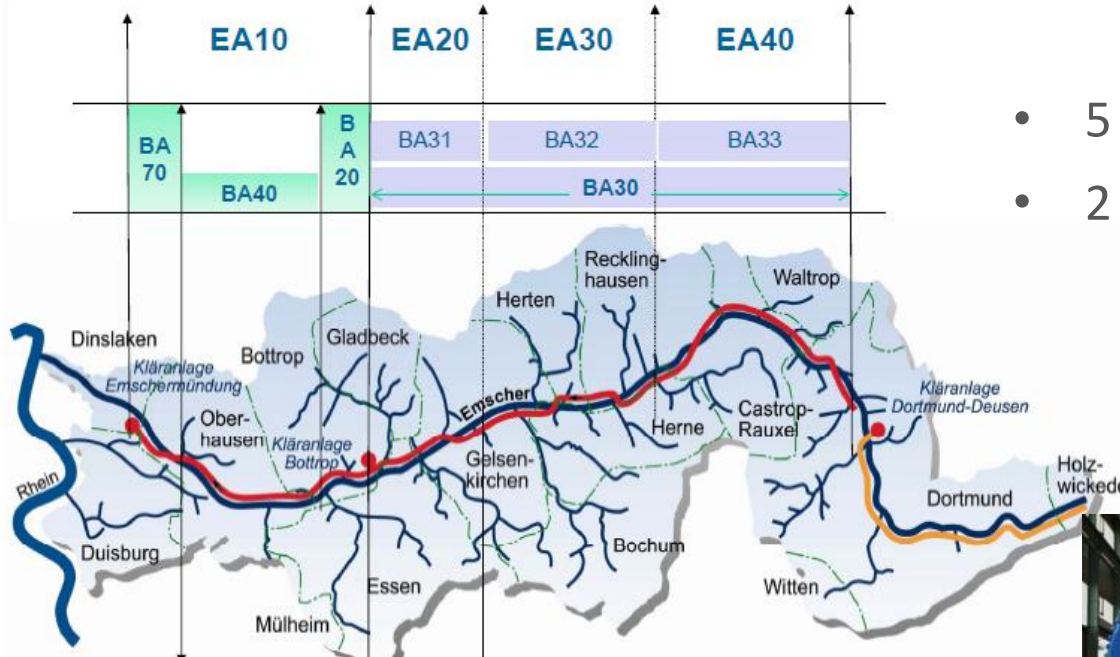 EA10 EA20 EA30 EA40
BA
70
BA40
B
A
20
BA31 BA32 BA33
BA30
• 5
• 2
Reckling-
hausen
Waltrop
Herten
Dinslaken
Gladbeck
Bottrop
Kläranlage
Emschermündung
Emscher
Kläranlage
Dortmund-Deusen
Ober-
hausen
Kläranlage
Bottrop
Castrop-
Rauxel
Herne
Gelsen-
kirchen
Holz-
wickede
Rhein
Dortmund
Duisburg
Bochum
Essen
Witten
Mülheim